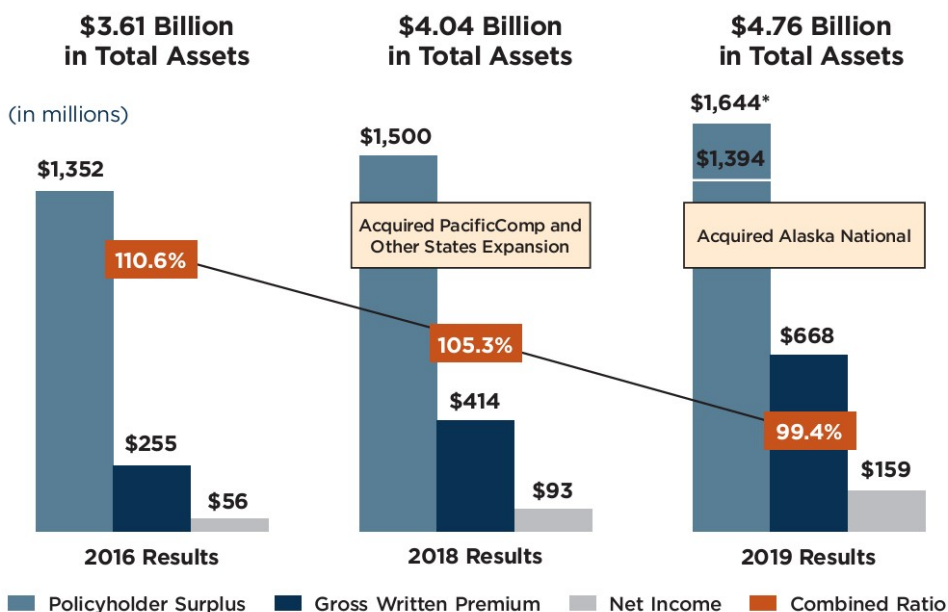 $3.61 Billion
in Total Assets
$4.04 Billion
in Total Assets
$4.76 Billion
in Total Assets
(in millions)
$1,352
110.6%
$255
$56
2016 Results
$1,500
Acquired PacificComp and
Other States Expansion
105.3%
$414
$93
2018 Results
$1,644*
$1,394
Acquired Alaska National
$668
99.4%
$159
2019 Results
Policyholder Surplus
Gross Written Premium
Net Income
Combined Ratio